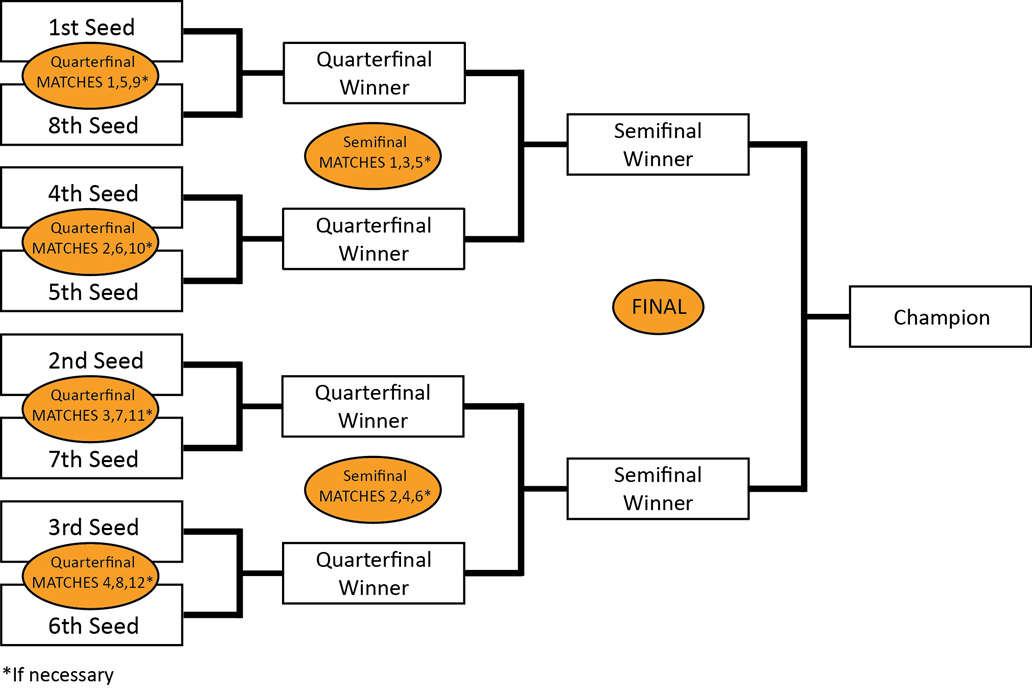 1st Seed
Quarterfinal
MATCHES 1,5,9*
8th Seed
4th Seed
Quarterfinal
MATCHES 2,6,10*
5th Seed
2nd Seed
Quarterfinal
MATCHES 3,7,11*
7th Seed
3rd Seed
Quarterfinal
MATCHES 4,8,12*
6th Seed
Quarterfinal
Winner
Semifinal
MATCHES 1,3,5*
Quarterfinal
Winner
Quarterfinal
Winner
Semifinal
MATCHES 2,4,6*
Quarterfinal
Winner
Semifinal
Winner
FINAL
Semifinal
Winner
Champion
*If necessary